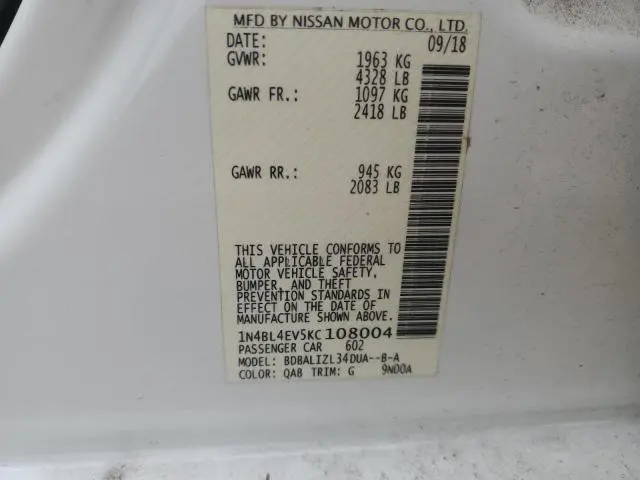 MFD BY NISSAN MOTOR CO., LTD.
DATE: 09/18
GVWR: 1963 KG
4328 LB
GAWR FR.: 1097 KG
2418 LB
GAWR RR.: 945 KG
2083 LB
THIS VEHICLE CONFORMS TO
ALL APPLICABLE FEDERAL
MOTOR VEHICLE SAFETY,
BUMPER, AND THEFT
PREVENTION STANDARDS IN
EFFECT ON THE DATE OF
MANUFACTURE SHOWN ABOVE.
1N4BL4EV5KC108004
PASSENGER CAR 602
MODEL: BDBALIZL34DUA--B-A
COLOR: QAB TRIM: G 9ND0A